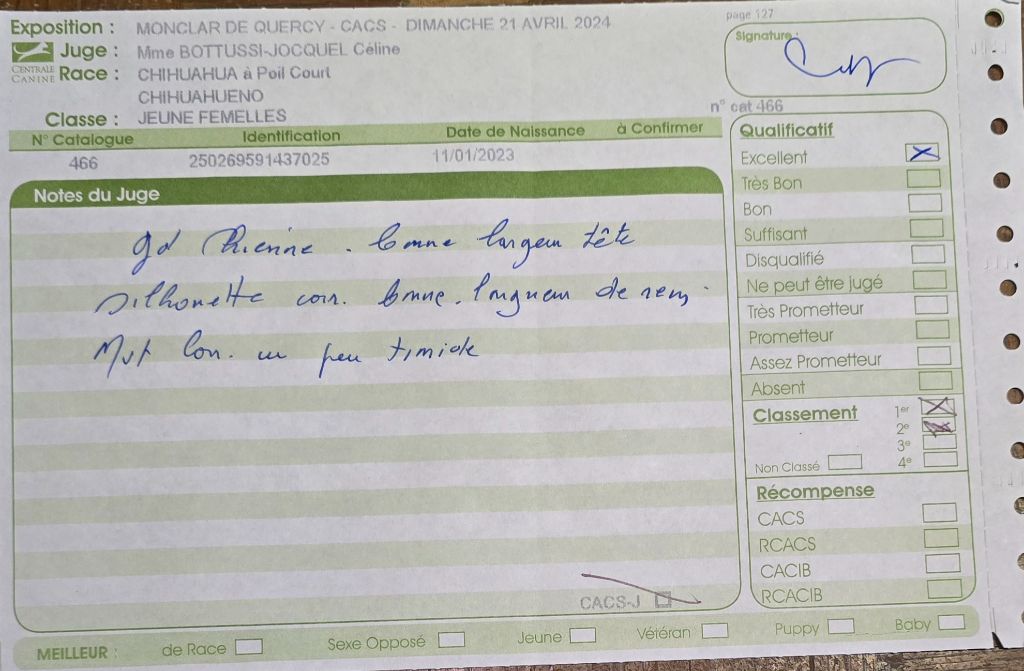 Exposition : MONCLAR DE QUERCY - CACS - DIMANCHE 21 AVRIL 2024
page 127
Juge : Mme BOTTUSSI-JOCQUEL Céline
Signature :
CENTRALE CANINE
Race : CHIHUAHUA à Poil Court
CHIHUAHUENO
Classe : JEUNE FEMELLES
n° cat 466
N° Catalogue Identification Date de Naissance à Confirmer
466 250269591437025 11/01/2023
Notes du Juge
gd Chienne . bonne largeur tête
silhouette corr. bonne longueur de rein .
Mvt corr. un peu timide
CACS-J
Qualificatif
Excellent
Très Bon
Bon
Suffisant
Disqualifié
Ne peut être jugé
Très Prometteur
Prometteur
Assez Prometteur
Absent
Classement
1er
2e
3e
4e
Non Classé
Récompense
CACS
RCACS
CACIB
RCACIB
MEILLEUR : de Race Sexe Opposé Jeune Vétéran Puppy Baby